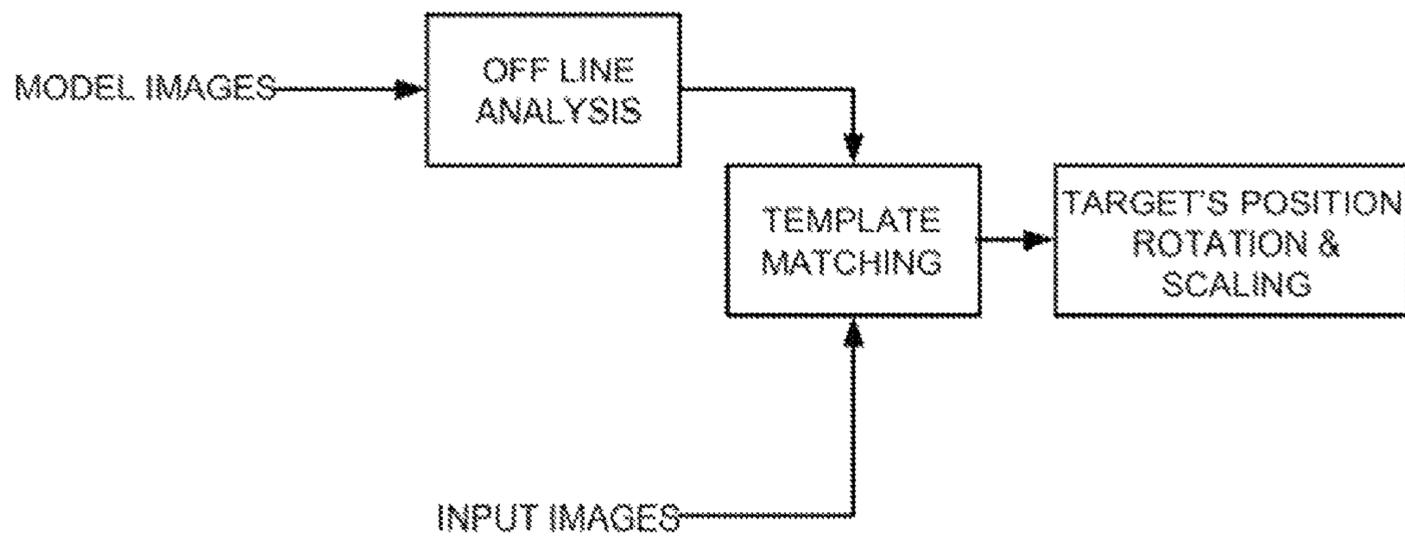 MODEL IMAGES
OFF LINE
ANALYSIS
TEMPLATE
MATCHING
TARGET'S POSITION
ROTATION &
SCALING
INPUT IMAGES